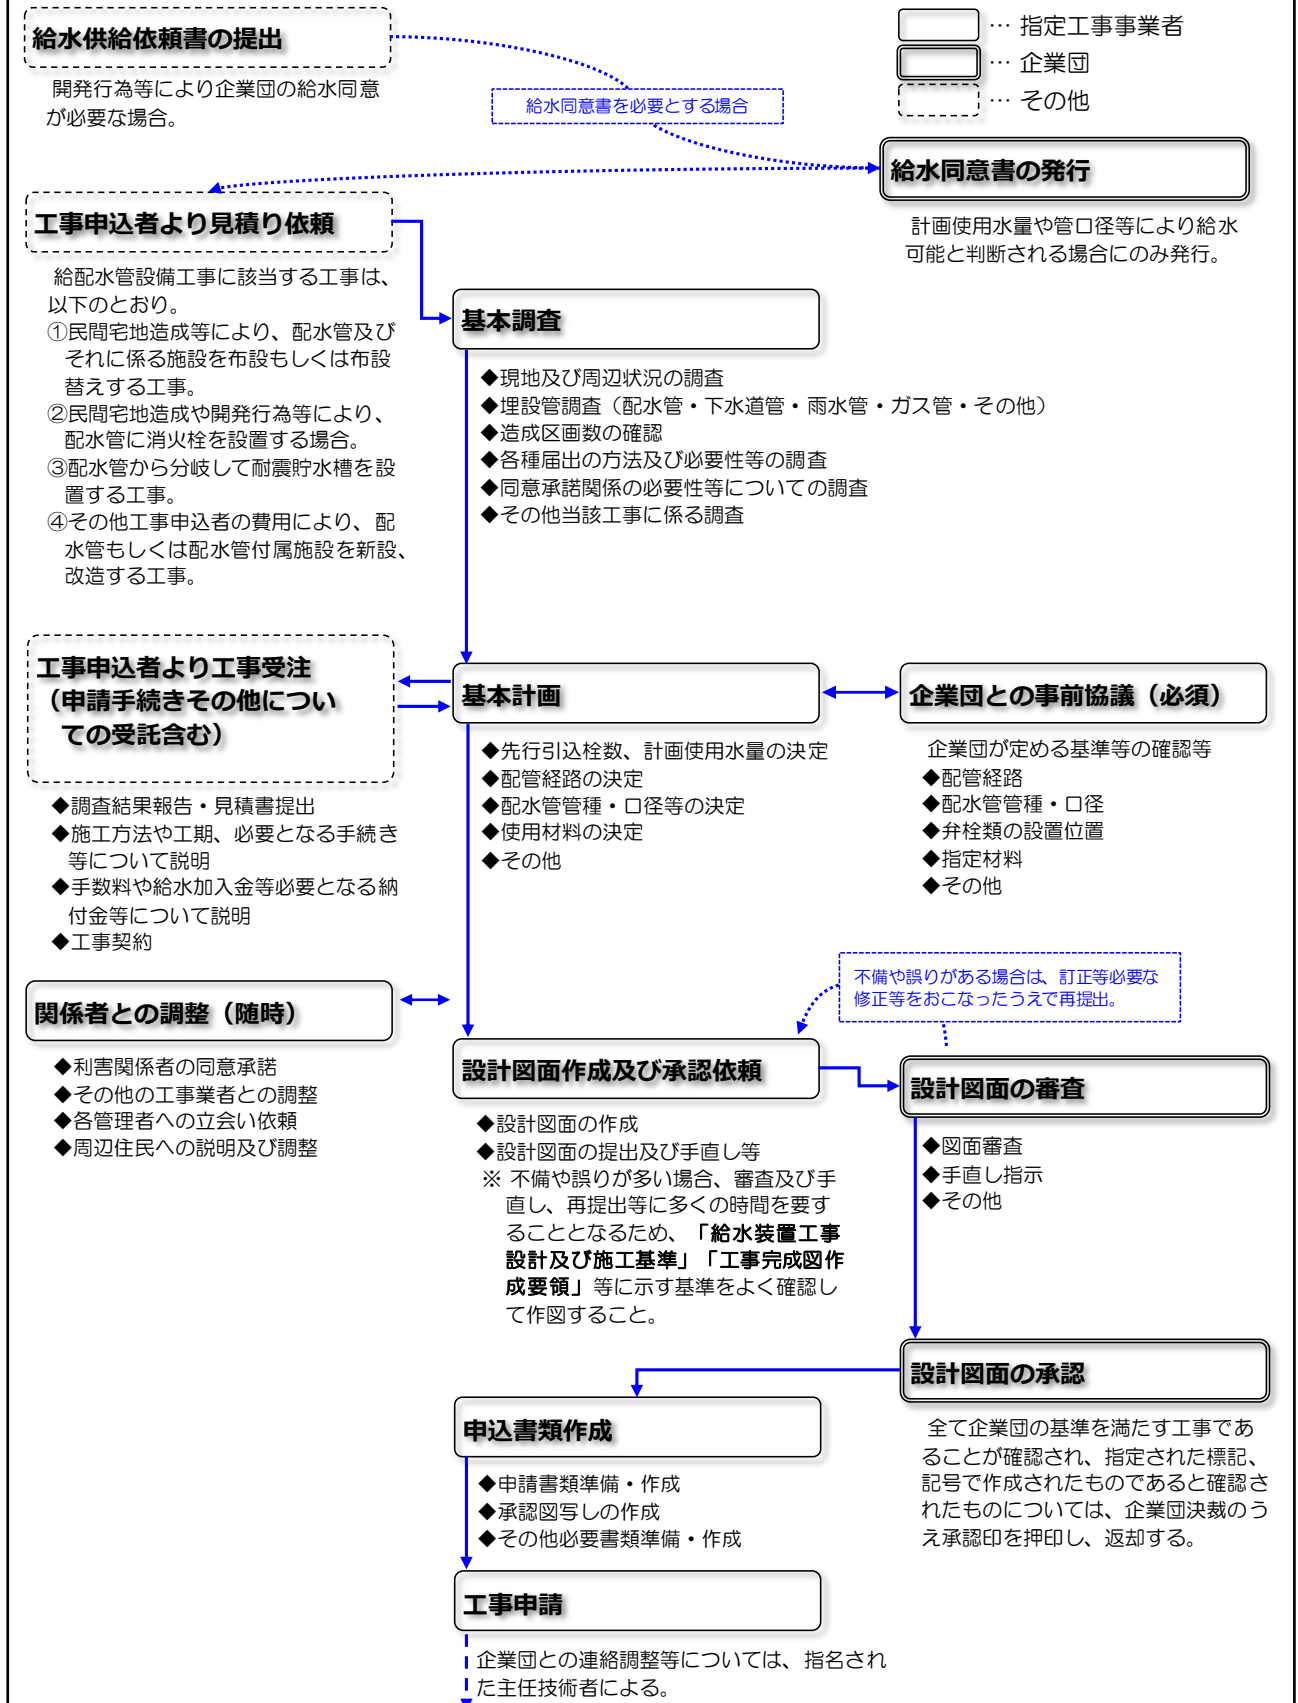 給水供給依頼書の提出
開発行為等により企業団の給水同意
が必要な場合。
… 指定工事事業者
… 企業団
… その他
給水同意書を必要とする場合
給水同意書の発行
計画使用水量や管口径等により給水
可能と判断される場合にのみ発行。
工事申込者より見積り依頼
給配水管設備工事に該当する工事は、
以下のとおり。
①民間宅地造成等により、配水管及び
それに係る施設を布設もしくは布設
替えする工事。
②民間宅地造成や開発行為等により、
配水管に消火栓を設置する場合。
③配水管から分岐して耐震貯水槽を設
置する工事。
④その他工事申込者の費用により、配
水管もしくは配水管付属施設を新設、
改造する工事。
基本調査
◆現地及び周辺状況の調査
◆埋設管調査（配水管・下水道管・雨水管・ガス管・その他）
◆造成区画数の確認
◆各種届出の方法及び必要性等の調査
◆同意承諾関係の必要性等についての調査
◆その他当該工事に係る調査
工事申込者より工事受注
（申請手続きその他につい
ての受託含む）
◆調査結果報告・見積書提出
◆施工方法や工期、必要となる手続き
等について説明
◆手数料や給水加入金等必要となる納
付金等について説明
◆工事契約
基本計画
◆先行引込栓数、計画使用水量の決定
◆配管経路の決定
◆配水管管種・口径等の決定
◆使用材料の決定
◆その他
企業団との事前協議（必須）
企業団が定める基準等の確認等
◆配管経路
◆配水管管種・口径
◆弁栓類の設置位置
◆指定材料
◆その他
不備や誤りがある場合は、訂正等必要な
修正等をおこなったうえで再提出。
関係者との調整（随時）
◆利害関係者の同意承諾
◆その他の工事業者との調整
◆各管理者への立会い依頼
◆周辺住民への説明及び調整
設計図面作成及び承認依頼
◆設計図面の作成
◆設計図面の提出及び手直し等
※ 不備や誤りが多い場合、審査及び手
直し、再提出等に多くの時間を要す
ることとなるため、「給水装置工事
設計及び施工基準」「工事完成図作
成要領」等に示す基準をよく確認し
て作図すること。
設計図面の審査
◆図面審査
◆手直し指示
◆その他
設計図面の承認
全て企業団の基準を満たす工事であ
ることが確認され、指定された標記、
記号で作成されたものであると確認さ
れたものについては、企業団決裁のう
え承認印を押印し、返却する。
申込書類作成
◆申請書類準備・作成
◆承認図写しの作成
◆その他必要書類準備・作成
工事申請
企業団との連絡調整等については、指名され
た主任技術者による。